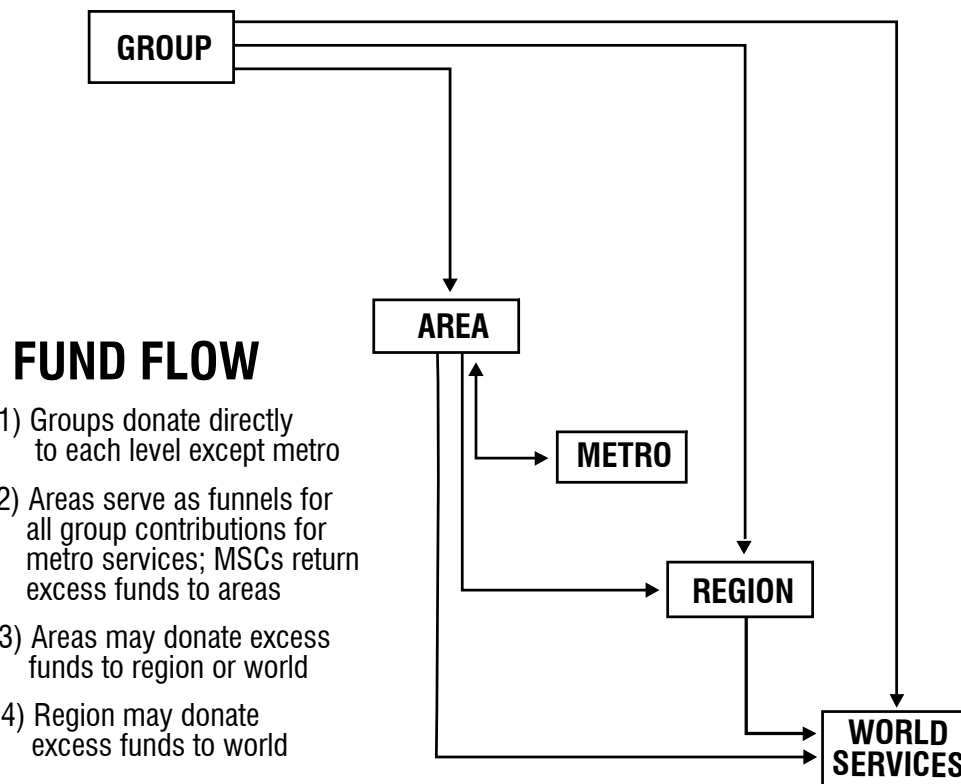 GROUP
AREA
FUND FLOW
1) Groups donate directly
to each level except metro
METRO
2) Areas serve as funnels for
all group contributions for
metro services; MSCs return
excess funds to areas
REGION
3) Areas may donate excess
funds to region or world
4) Region may donate
excess funds to world
WORLD
SERVICES